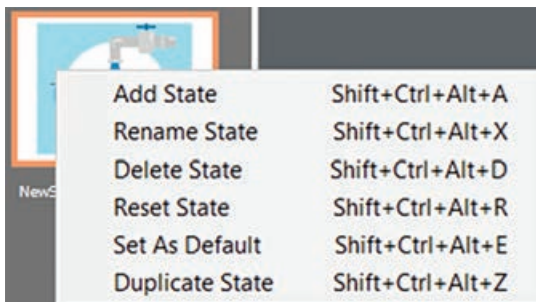 Add State Shift+Ctrl+Alt+A
Rename State Shift+Ctrl+Alt+X
Delete State Shift+Ctrl+Alt+D
NewS
Reset State Shift+Ctrl+Alt+R
Set As Default Shift+Ctrl+Alt+E
Duplicate State Shift+Ctrl+Alt+Z